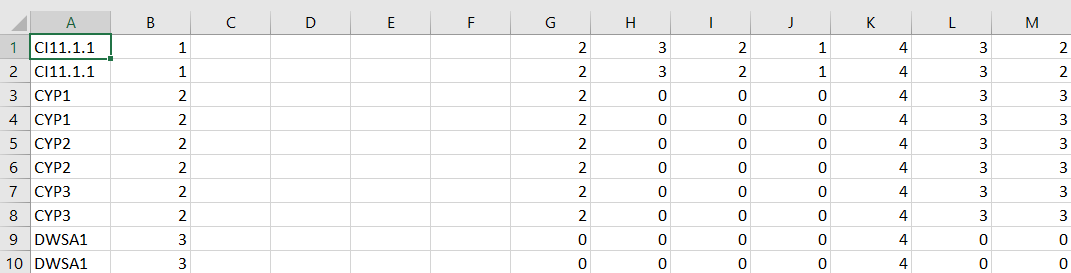 A B C D E F G H I J K L M
1 CI11.1.1 1 2 3 2 1 4 3 2
2 CI11.1.1 1 2 3 2 1 4 3 2
3 CYP1 2 2 0 0 0 4 3 3
4 CYP1 2 2 0 0 0 4 3 3
5 CYP2 2 2 0 0 0 4 3 3
6 CYP2 2 2 0 0 0 4 3 3
7 CYP3 2 2 0 0 0 4 3 3
8 CYP3 2 2 0 0 0 4 3 3
9 DWSA1 3 0 0 0 0 4 0 0
10 DWSA1 3 0 0 0 0 4 0 0